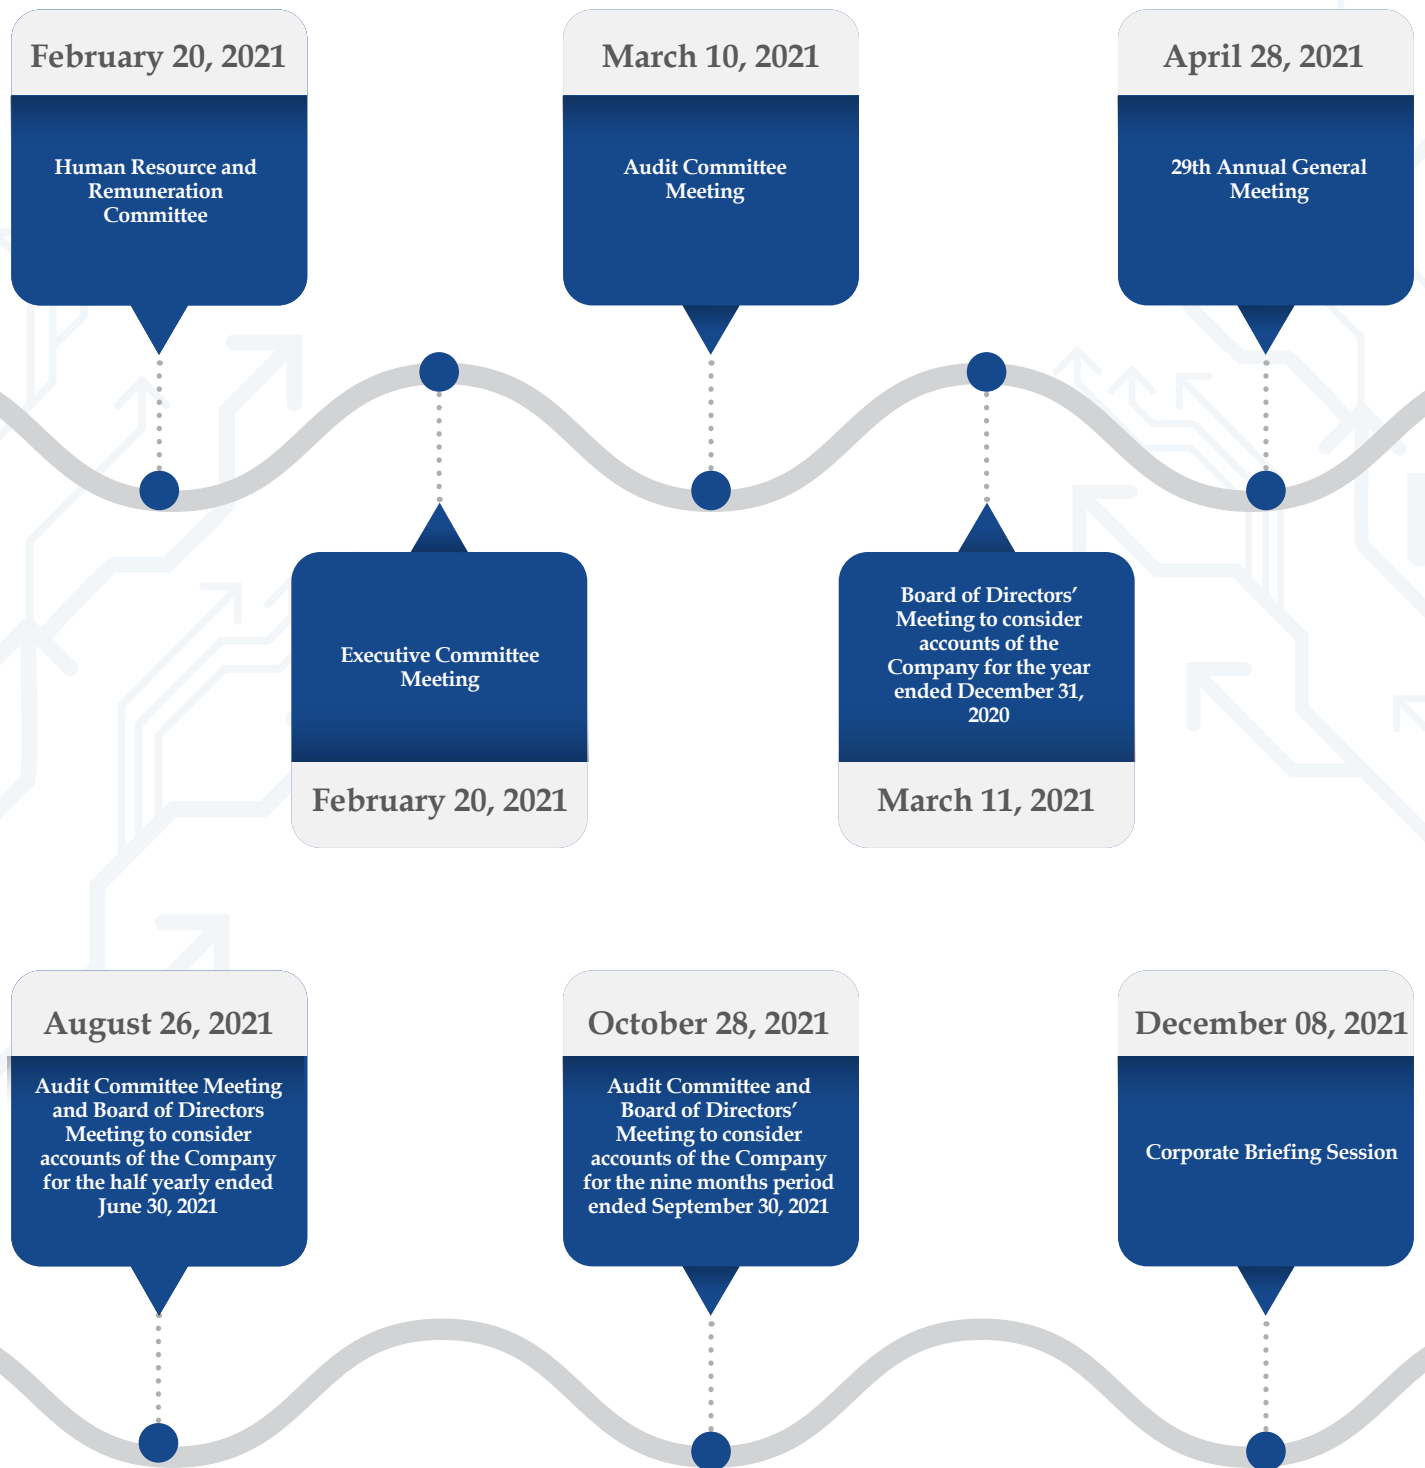 February 20, 2021
Human Resource and
Remuneration
Committee
Executive Committee
Meeting
February 20, 2021
March 10, 2021
Audit Committee
Meeting
Board of Directors’
Meeting to consider
accounts of the
Company for the year
ended December 31,
2020
March 11, 2021
April 28, 2021
29th Annual General
Meeting
August 26, 2021
Audit Committee Meeting
and Board of Directors
Meeting to consider
accounts of the Company
for the half yearly ended
June 30, 2021
October 28, 2021
Audit Committee and
Board of Directors’
Meeting to consider
accounts of the Company
for the nine months period
ended September 30, 2021
December 08, 2021
Corporate Briefing Session